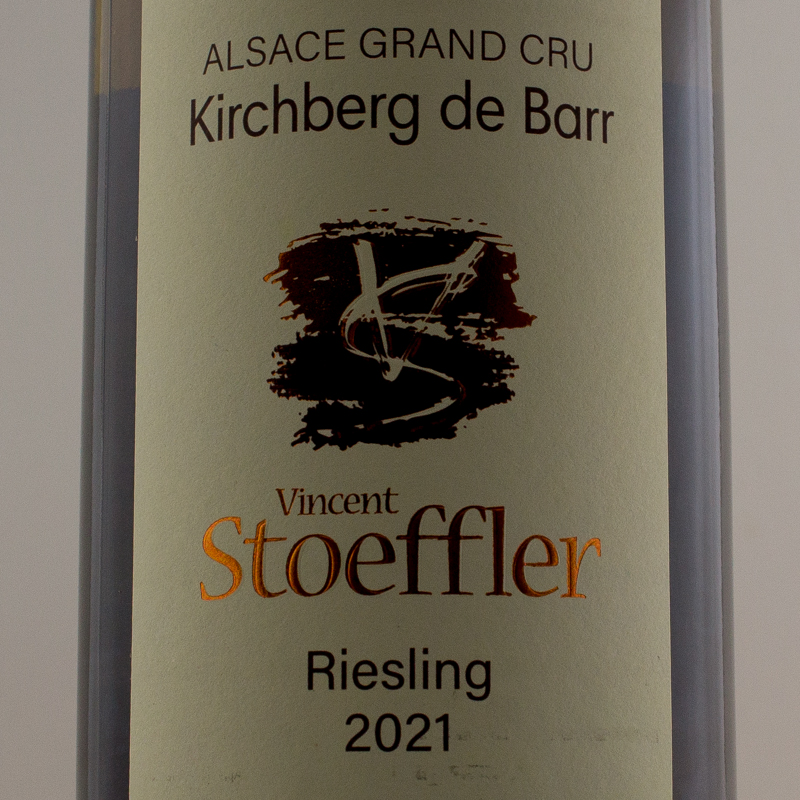 ALSACE GRAND CRU
Kirchberg de Barr
Vincent
Stoeffler
Riesling
2021